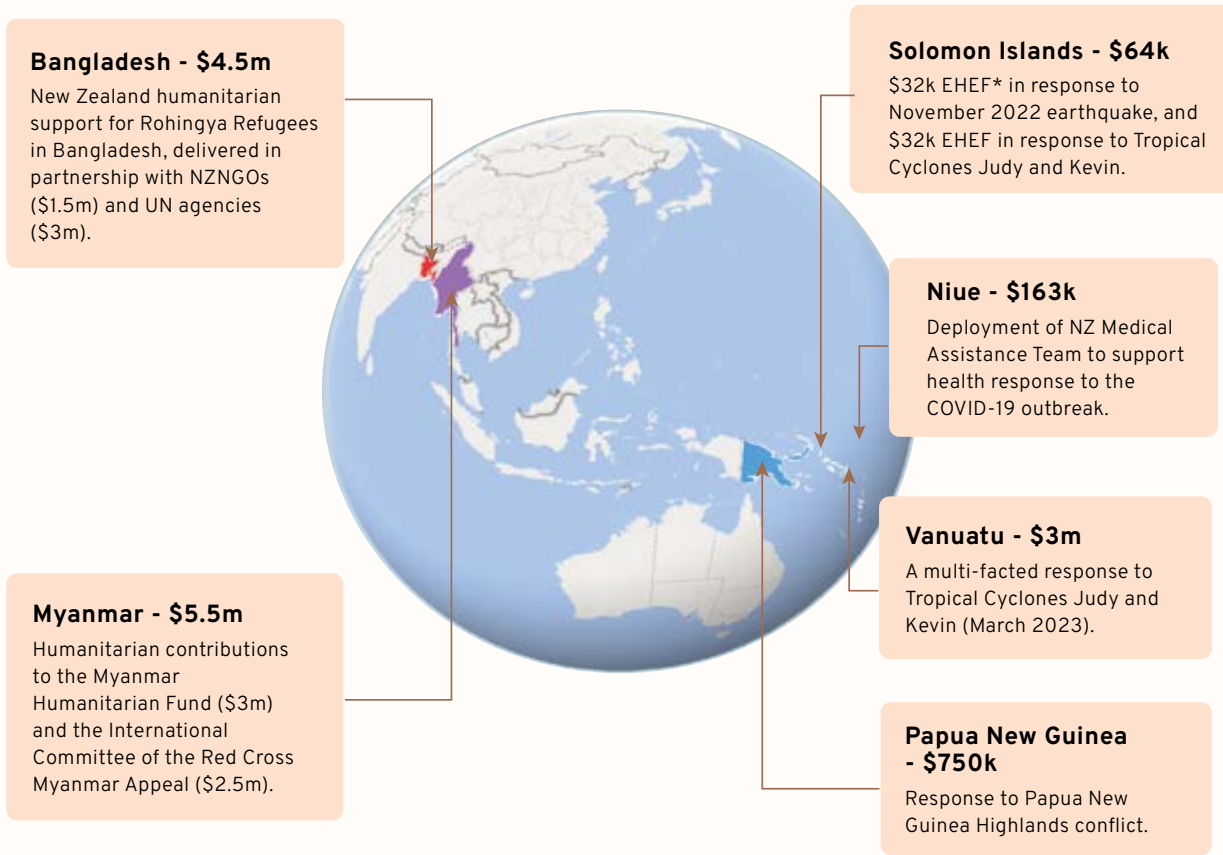 Bangladesh - $4.5m
New Zealand humanitarian
support for Rohingya Refugees
in Bangladesh, delivered in
partnership with NZNGOs
($1.5m) and UN agencies
($3m).
Myanmar - $5.5m
Humanitarian contributions
to the Myanmar
Humanitarian Fund ($3m)
and the International
Committee of the Red Cross
Myanmar Appeal ($2.5m).
Solomon Islands - $64k
$32k EHEF* in response to
November 2022 earthquake, and
$32k EHEF in response to Tropical
Cyclones Judy and Kevin.
Niue - $163k
Deployment of NZ Medical
Assistance Team to support
health response to the
COVID-19 outbreak.
Vanuatu - $3m
A multi-facted response to
Tropical Cyclones Judy and
Kevin (March 2023).
Papua New Guinea
- $750k
Response to Papua New
Guinea Highlands conflict.